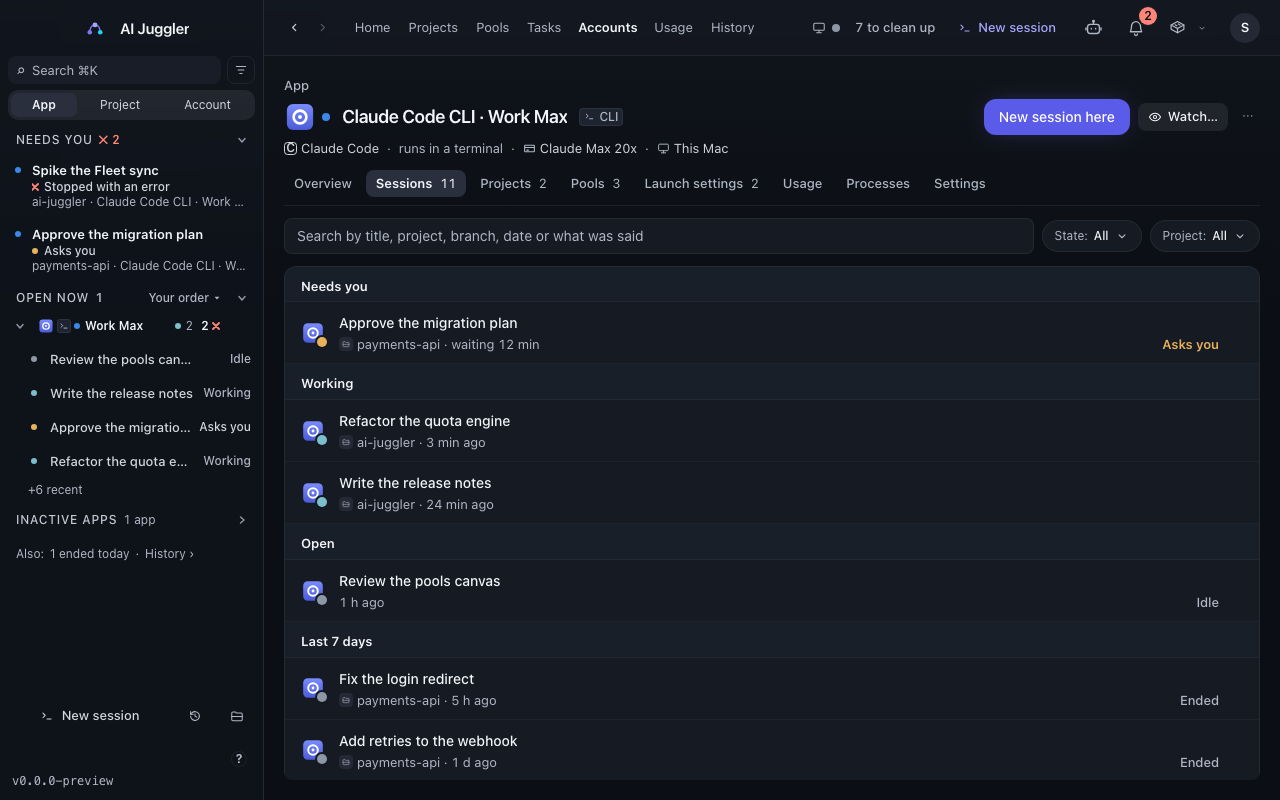 AI Juggler
Search ⌘K
App Project Account
NEEDS YOU 2
Spike the Fleet sync
Stopped with an error
ai-juggler · Claude Code CLI · Work ...
Approve the migration plan
Asks you
payments-api · Claude Code CLI · W...
OPEN NOW 1 Your order
Work Max 2 2
Review the pools can... Idle
Write the release notes Working
Approve the migratio... Asks you
Refactor the quota e... Working
+6 recent
INACTIVE APPS 1 app
Also: 1 ended today · History ›
New session
?
v0.0.0-preview
Home Projects Pools Tasks Accounts Usage History
7 to clean up
New session
2
S
App
Claude Code CLI · Work Max
CLI
New session here
Watch...
Claude Code · runs in a terminal · Claude Max 20x · This Mac
Overview Sessions 11 Projects 2 Pools 3 Launch settings 2 Usage Processes Settings
Search by title, project, branch, date or what was said
State: All
Project: All
Needs you
Approve the migration plan
payments-api · waiting 12 min
Asks you
Working
Refactor the quota engine
ai-juggler · 3 min ago
Write the release notes
ai-juggler · 24 min ago
Open
Review the pools canvas
1 h ago
Idle
Last 7 days
Fix the login redirect
payments-api · 5 h ago
Ended
Add retries to the webhook
payments-api · 1 d ago
Ended